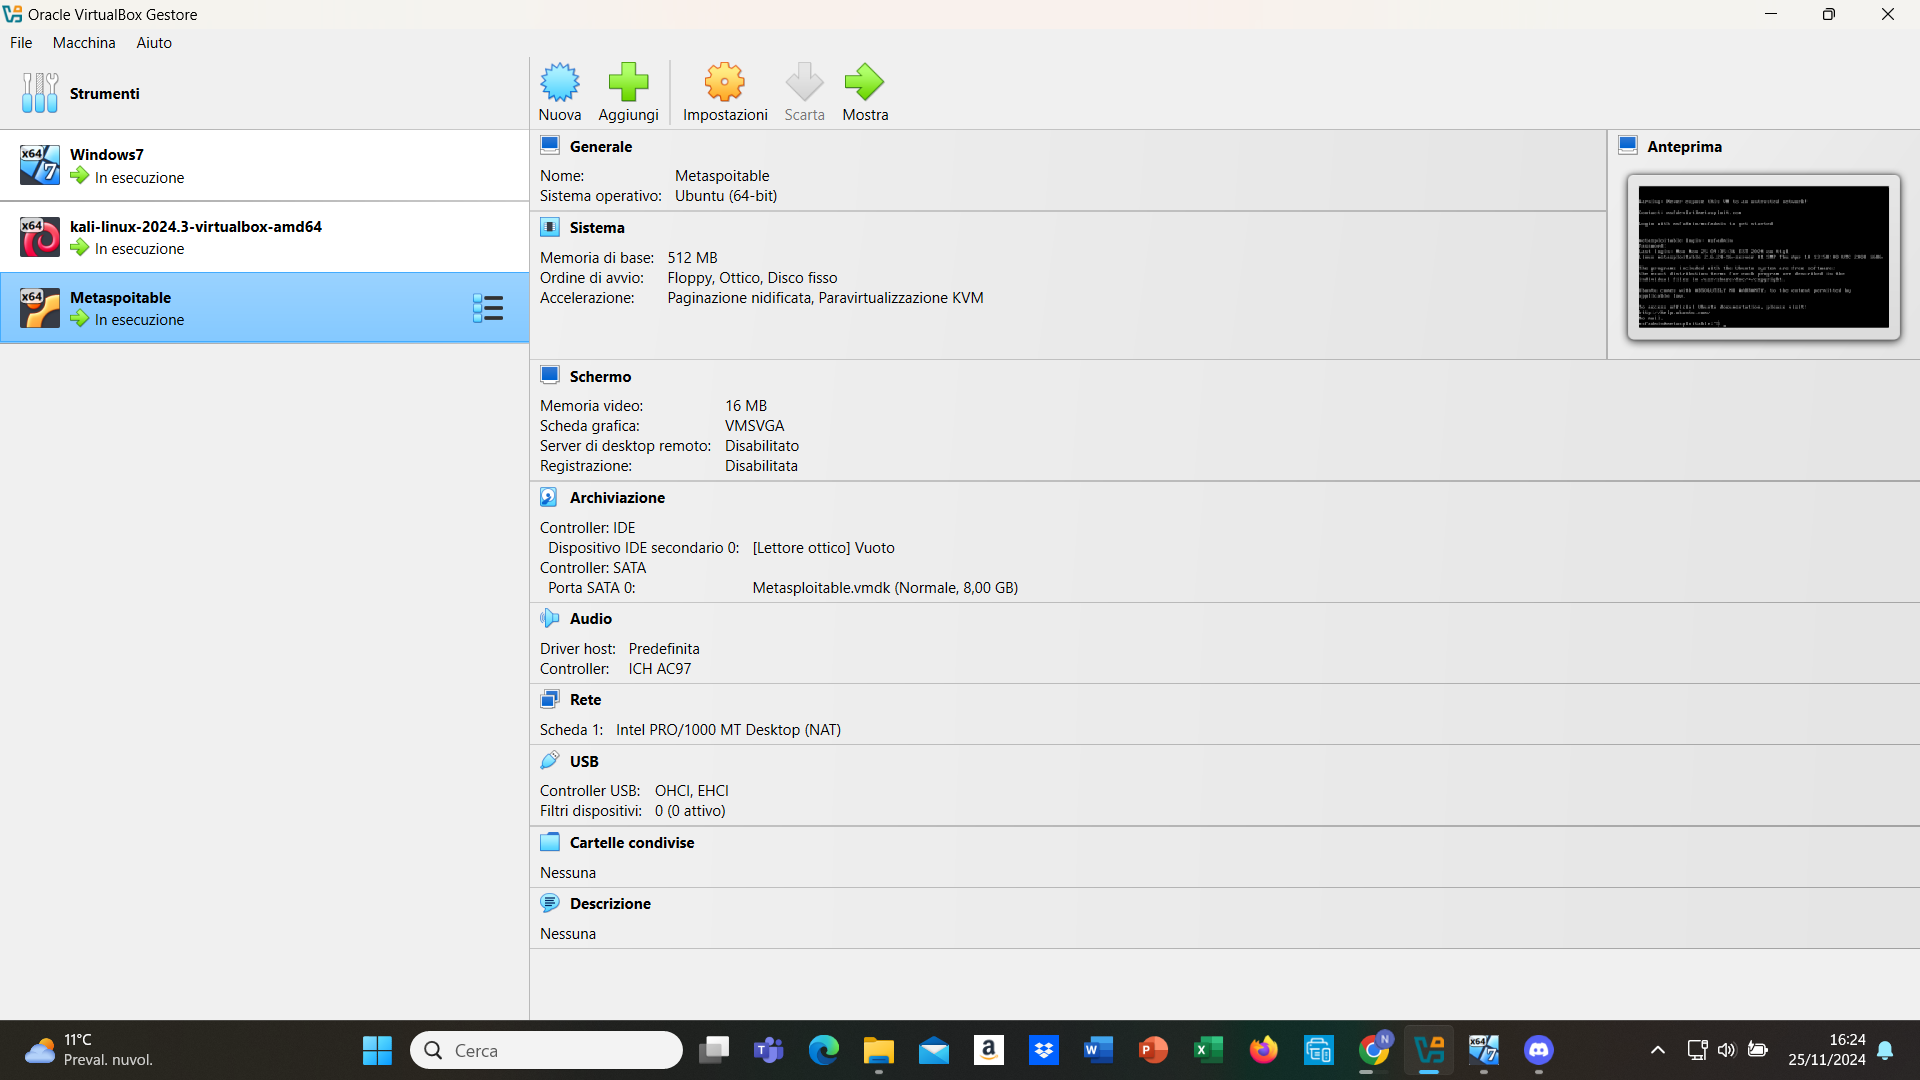 Oracle VirtualBox Gestore
File Macchina Aiuto
Strumenti
Nuova Aggiungi Impostazioni Scarta Mostra
x64 7
Windows7
In esecuzione
x64
kali-linux-2024.3-virtualbox-amd64
In esecuzione
x64
Metaspoitable
In esecuzione
Generale
Nome: Metaspoitable
Sistema operativo: Ubuntu (64-bit)
Sistema
Memoria di base: 512 MB
Ordine di avvio: Floppy, Ottico, Disco fisso
Accelerazione: Paginazione nidificata, Paravirtualizzazione KVM
Anteprima
Schermo
Memoria video: 16 MB
Scheda grafica: VMSVGA
Server di desktop remoto: Disabilitato
Registrazione: Disabilitata
Archiviazione
Controller: IDE
Dispositivo IDE secondario 0: [Lettore ottico] Vuoto
Controller: SATA
Porta SATA 0: Metasploitable.vmdk (Normale, 8,00 GB)
Audio
Driver host: Predefinita
Controller: ICH AC97
Rete
Scheda 1: Intel PRO/1000 MT Desktop (NAT)
USB
Controller USB: OHCI, EHCI
Filtri dispositivi: 0 (0 attivo)
Cartelle condivise
Nessuna
Descrizione
Nessuna
11°C
Preval. nuvol.
Cerca
16:24
25/11/2024